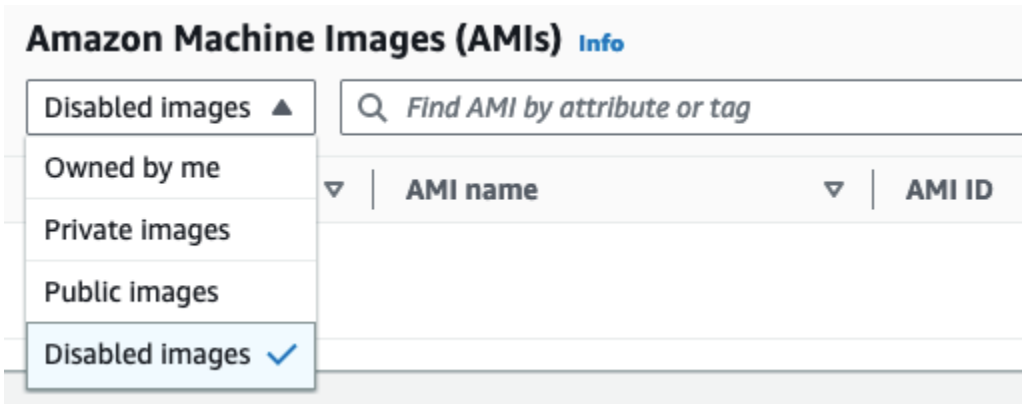 Amazon Machine Images (AMIs) Info
Disabled images
Find AMI by attribute or tag
Owned by me
AMI name
AMI ID
Private images
Public images
Disabled images